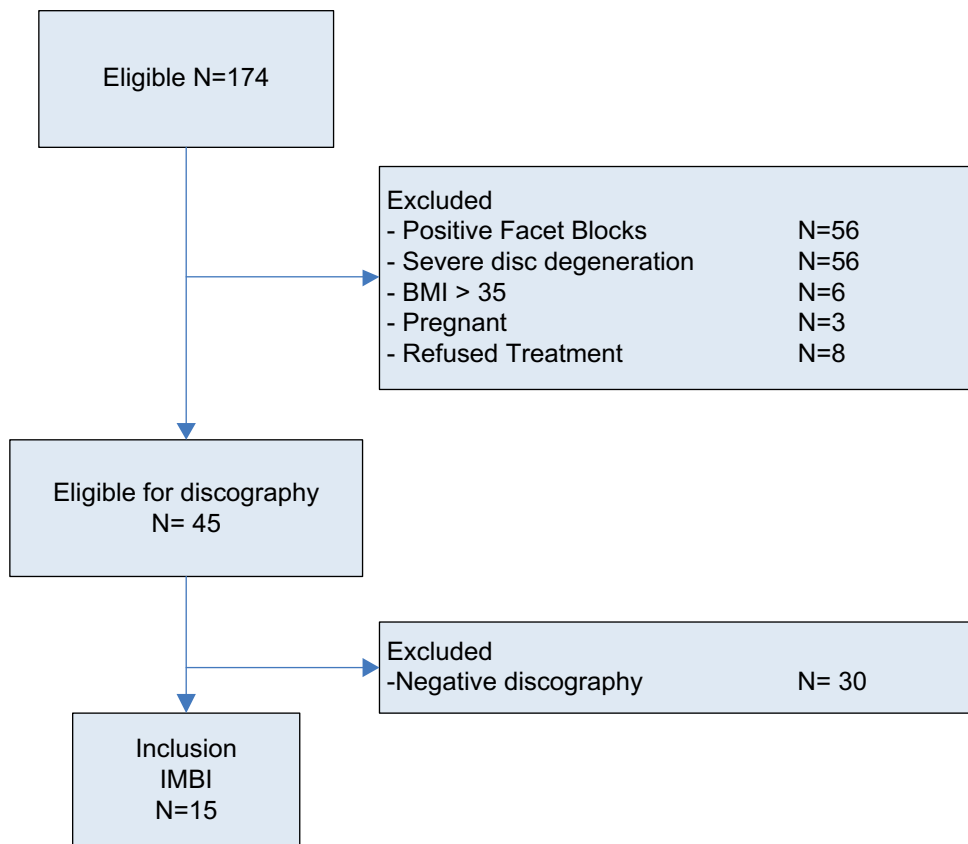 Eligible N=174
Excluded
- Positive Facet Blocks N=56
- Severe disc degeneration N=56
- BMI > 35 N=6
- Pregnant N=3
- Refused Treatment N=8
Eligible for discography
N= 45
Excluded
-Negative discography N= 30
Inclusion
IMBI
N=15